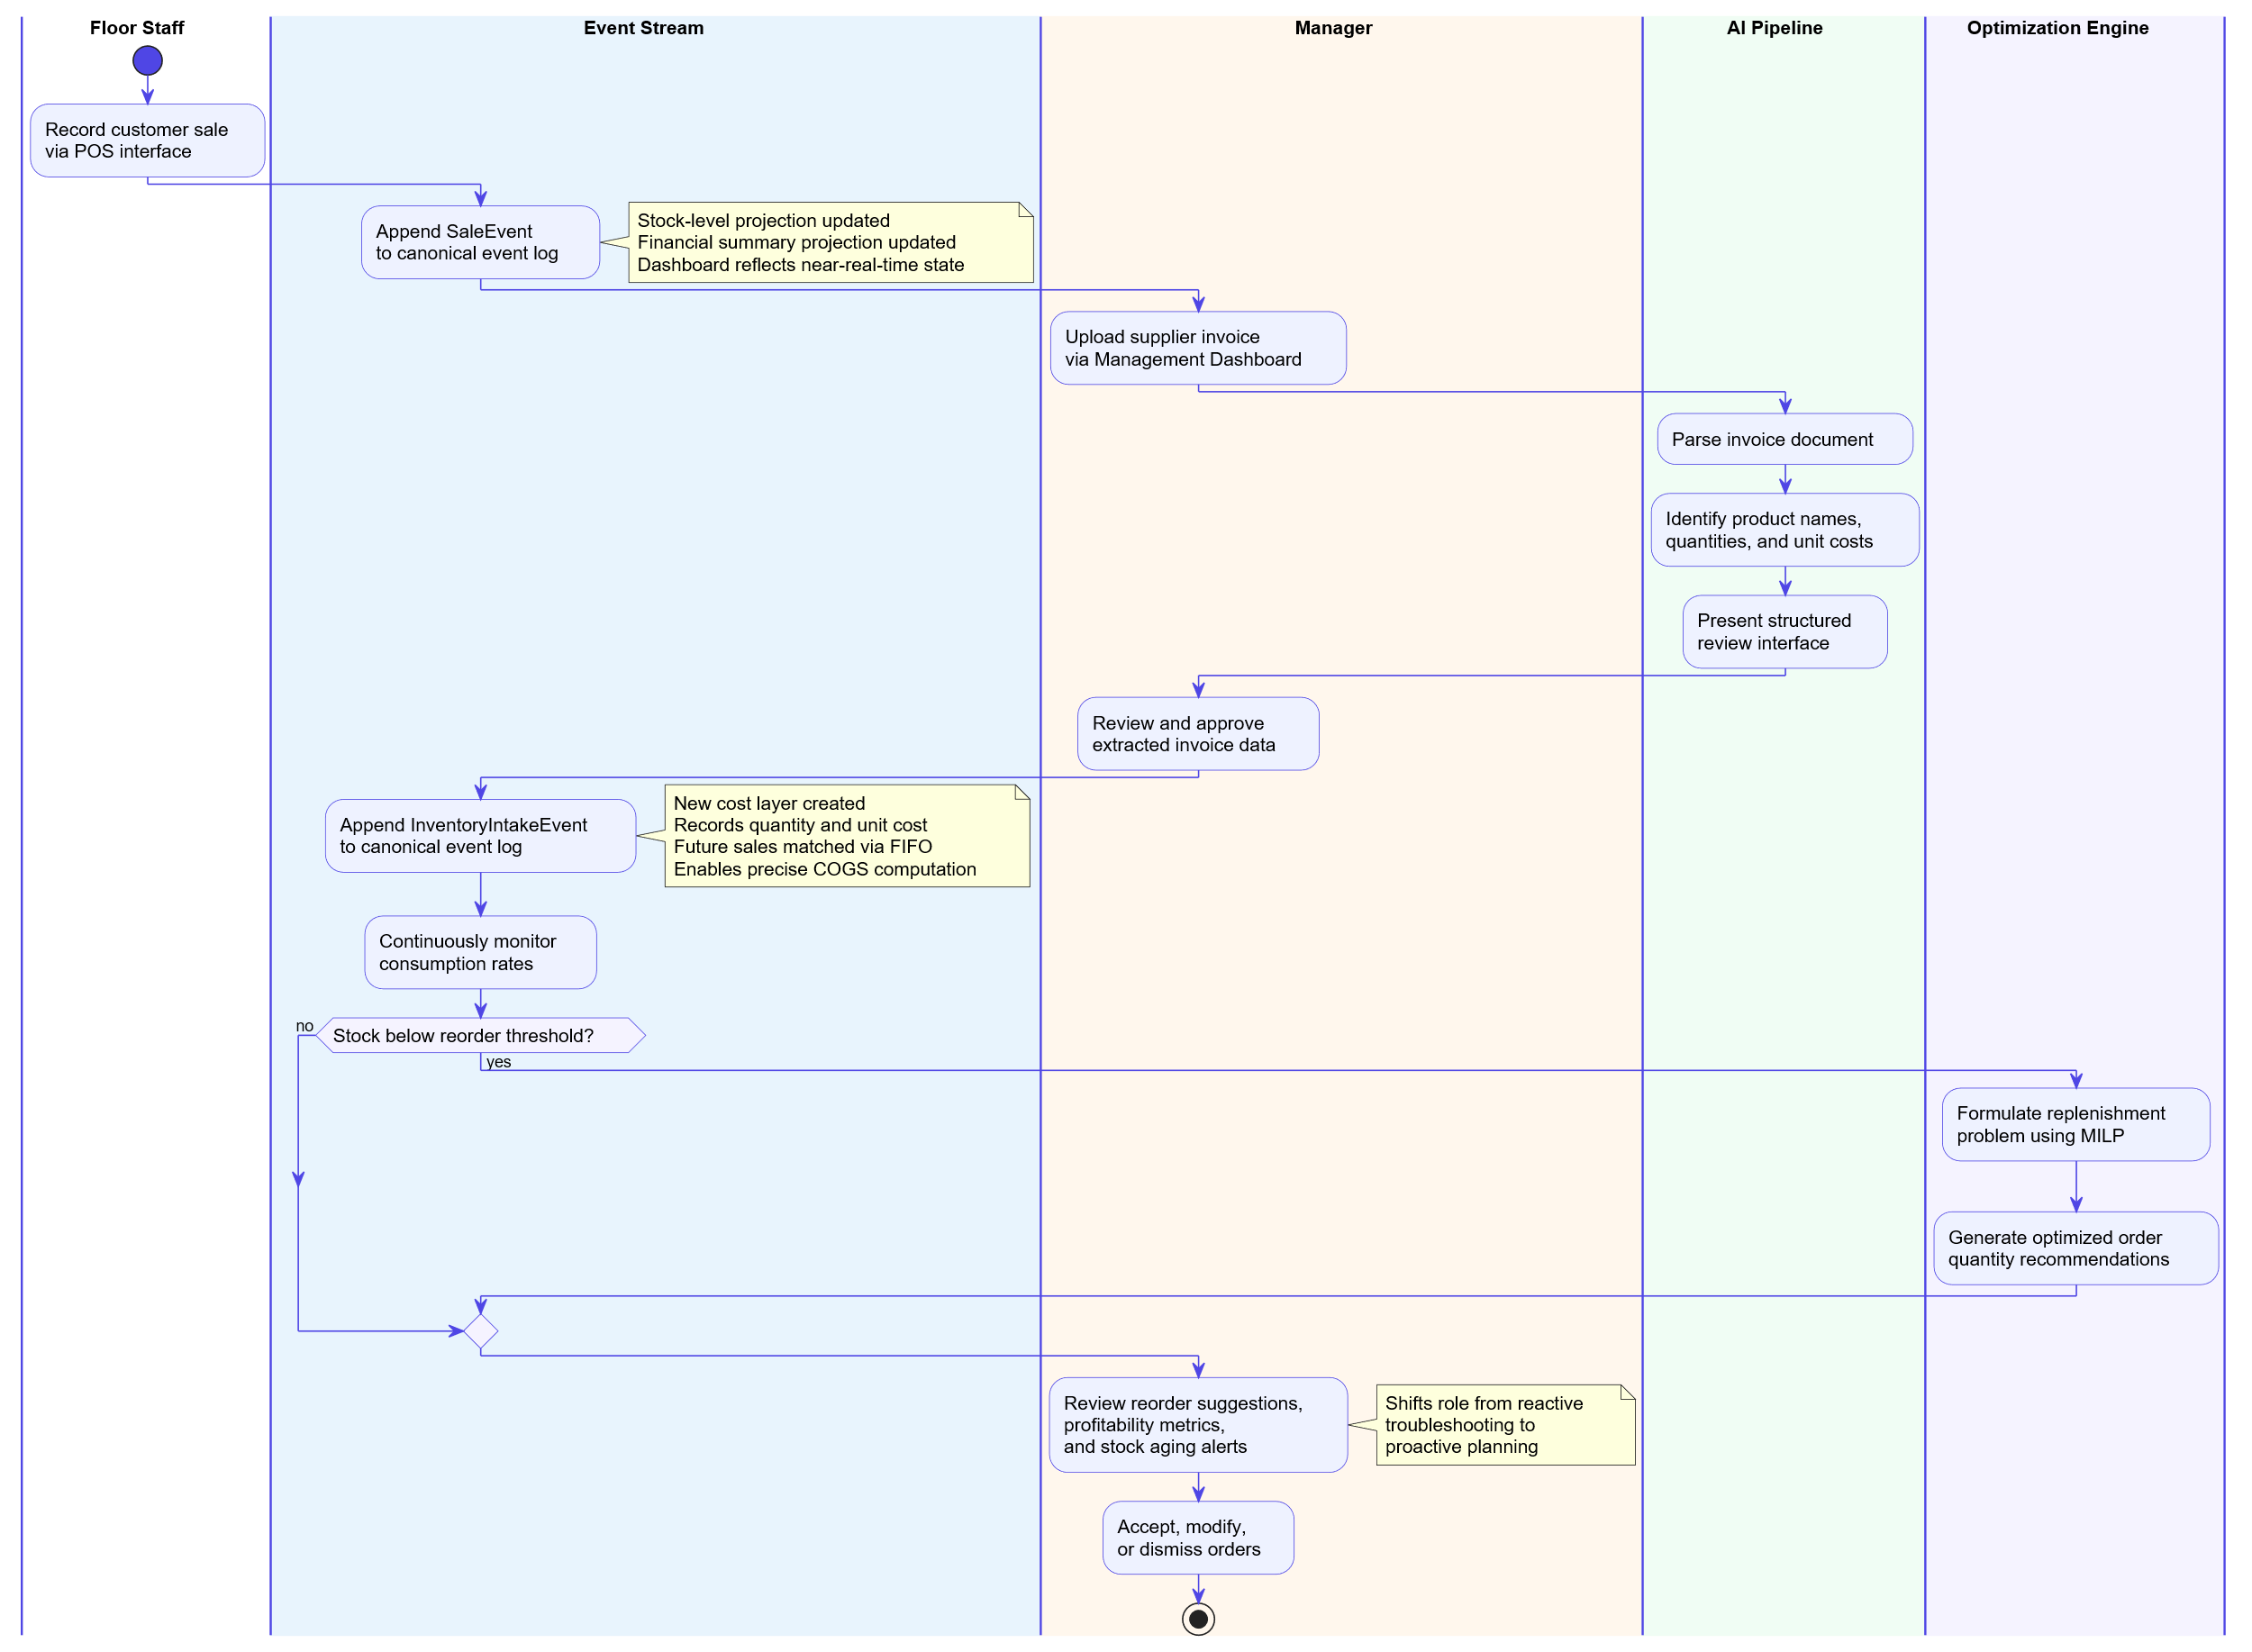 Floor Staff
Event Stream
Manager
AI Pipeline
Optimization Engine
Record customer sale
via POS interface
Append SaleEvent
to canonical event log
Stock-level projection updated
Financial summary projection updated
Dashboard reflects near-real-time state
Upload supplier invoice
via Management Dashboard
Parse invoice document
Identify product names,
quantities, and unit costs
Present structured
review interface
Review and approve
extracted invoice data
Append InventoryIntakeEvent
to canonical event log
New cost layer created
Records quantity and unit cost
Future sales matched via FIFO
Enables precise COGS computation
Continuously monitor
consumption rates
no
Stock below reorder threshold?
yes
Formulate replenishment
problem using MILP
Generate optimized order
quantity recommendations
Review reorder suggestions,
profitability metrics,
and stock aging alerts
Shifts role from reactive
troubleshooting to
proactive planning
Accept, modify,
or dismiss orders